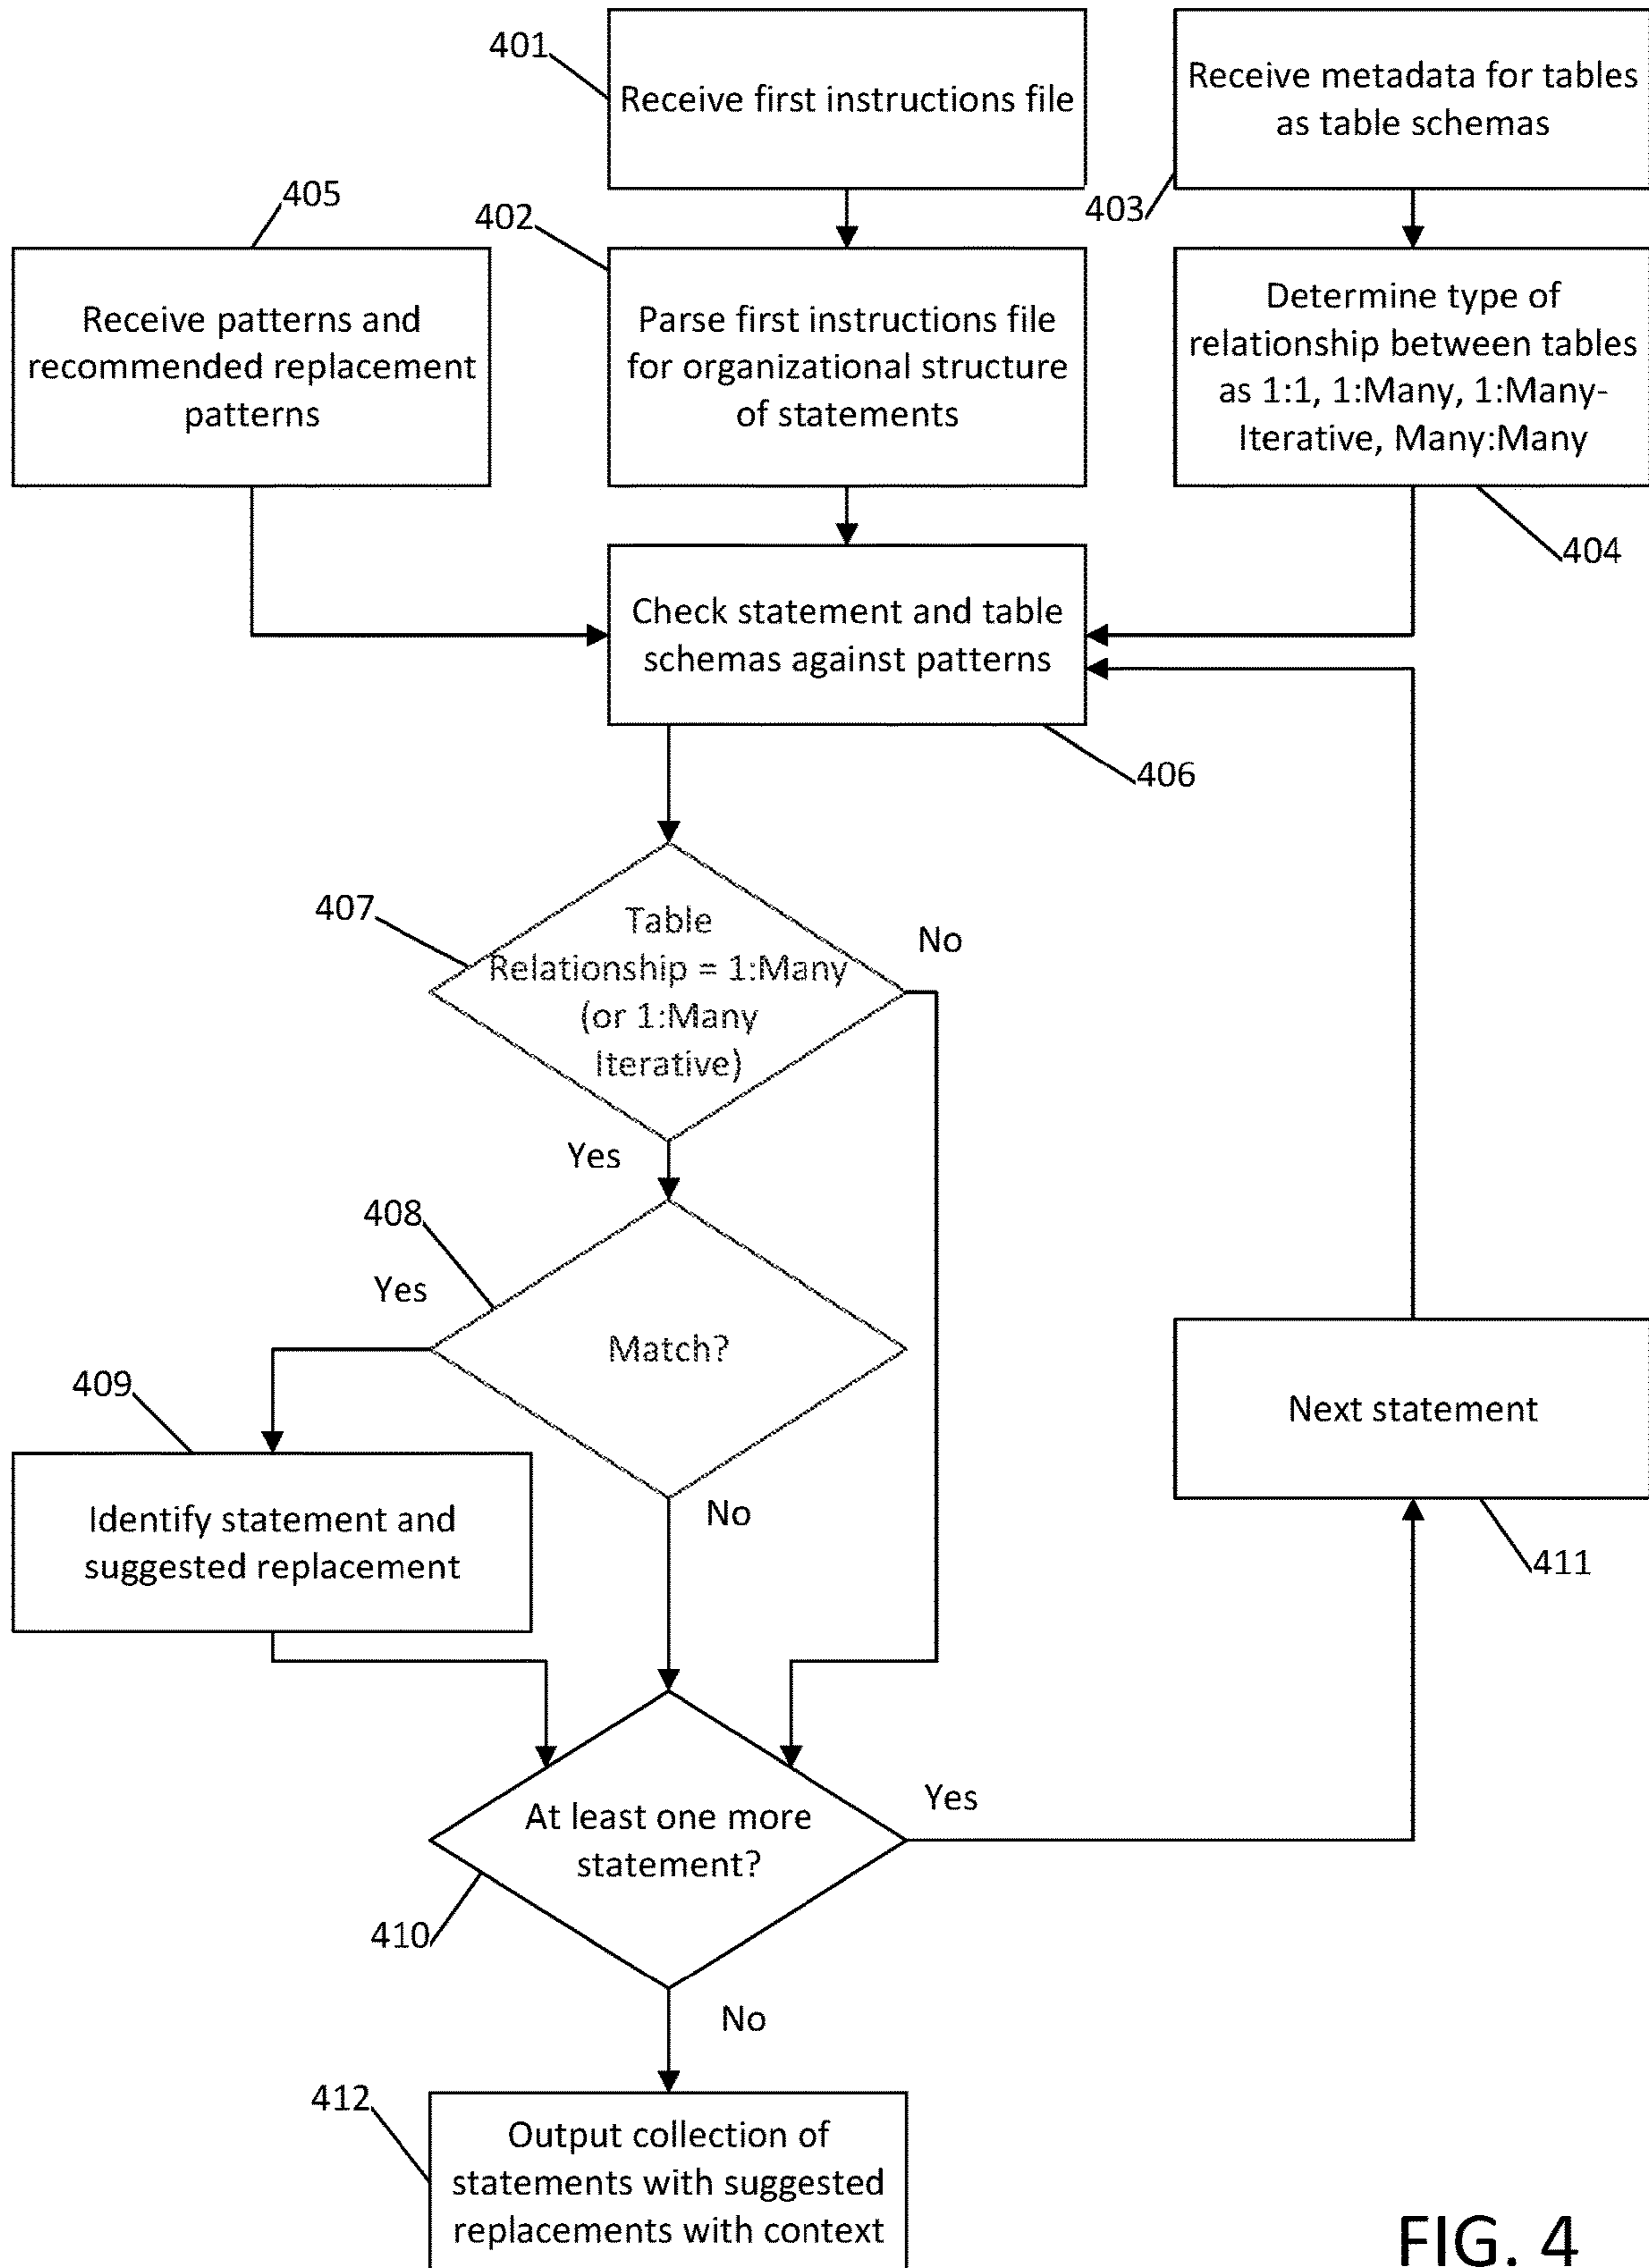 401
Receive first instructions file
Receive metadata for tables
as table schemas
403
405
402
Receive patterns and
recommended replacement
patterns
Parse first instructions file
for organizational structure
of statements
Determine type of
relationship between tables
as 1:1, 1:Many, 1:Many-
Iterative, Many:Many
404
Check statement and table
schemas against patterns
406
407
Table
Relationship = 1:Many
(or 1:Many
Iterative)
No
Yes
408
Yes
Match?
No
409
Identify statement and
suggested replacement
Next statement
411
At least one more
statement?
Yes
410
No
412
Output collection of
statements with suggested
replacements with context
FIG. 4